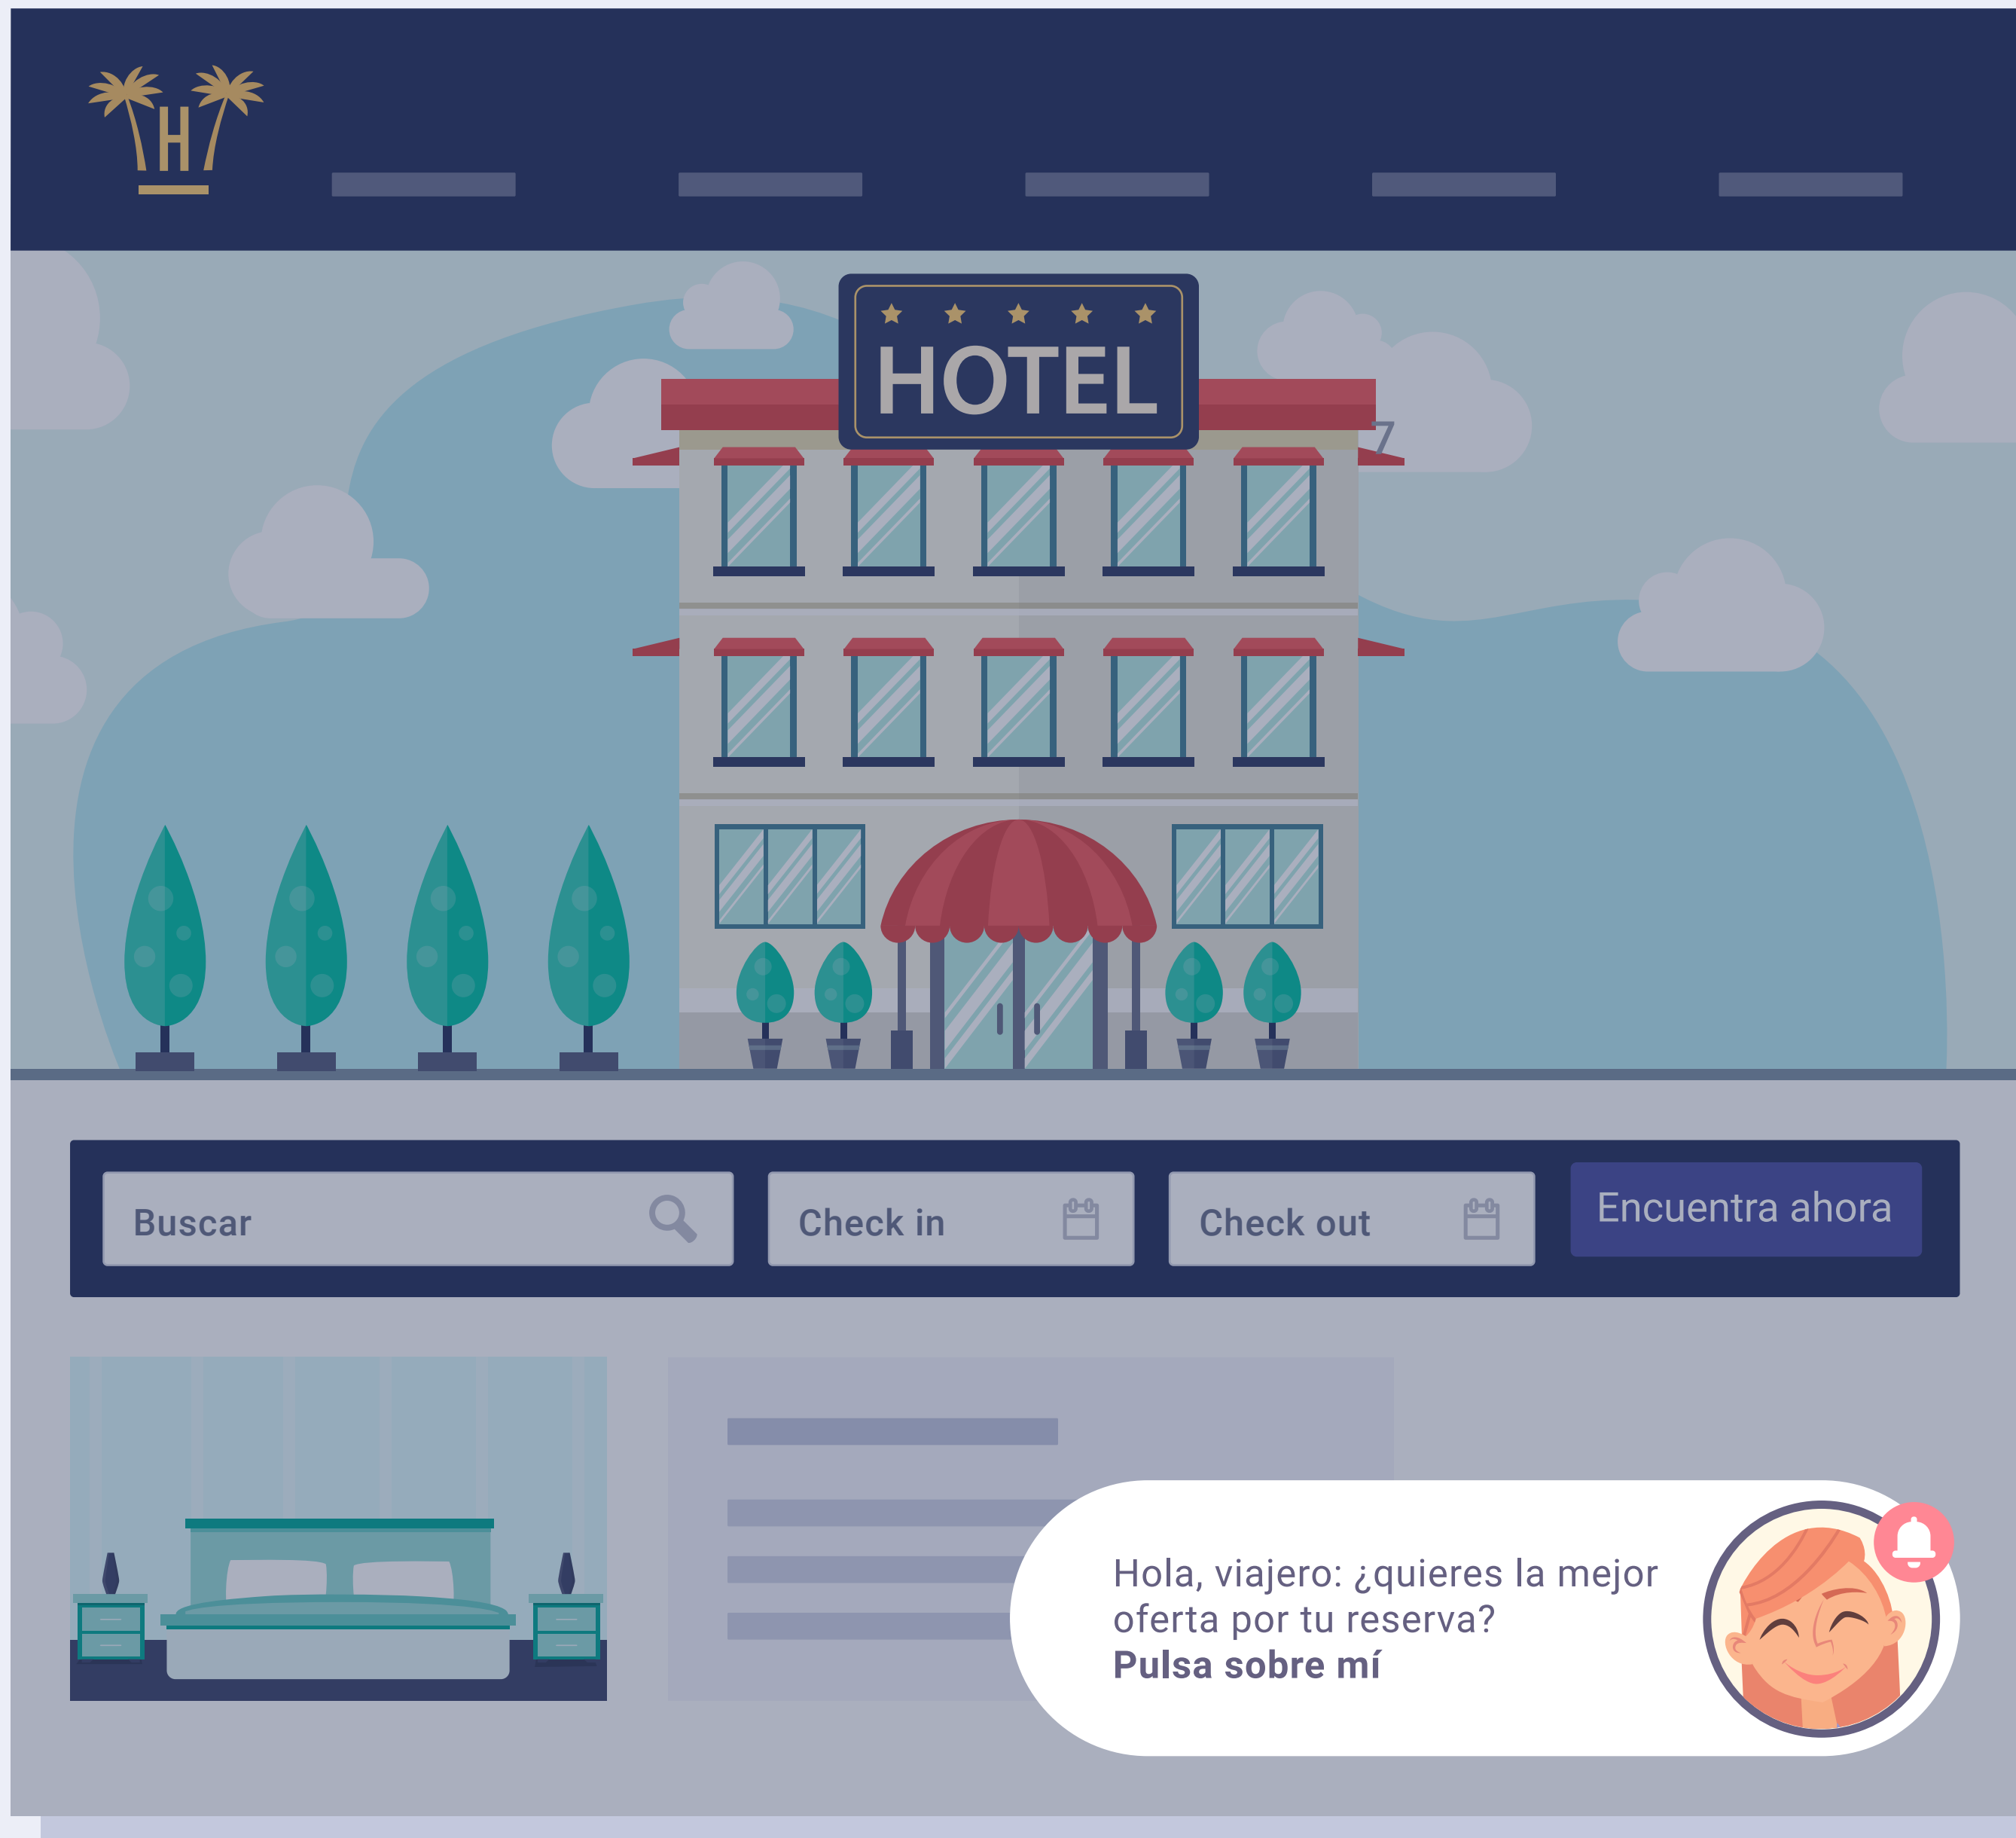 H
HOTEL
7
Buscar
Check in
Check out
Encuentra ahora
Hola, viajero: ¿quieres la mejor
oferta por tu reserva?
Pulsa sobre mí